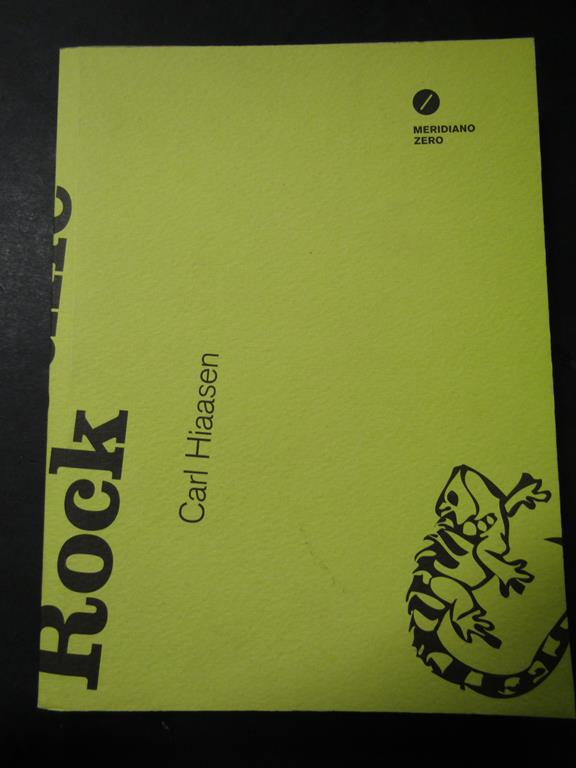 MERIDIANO
ZERO
Rock
Carl Hiaasen